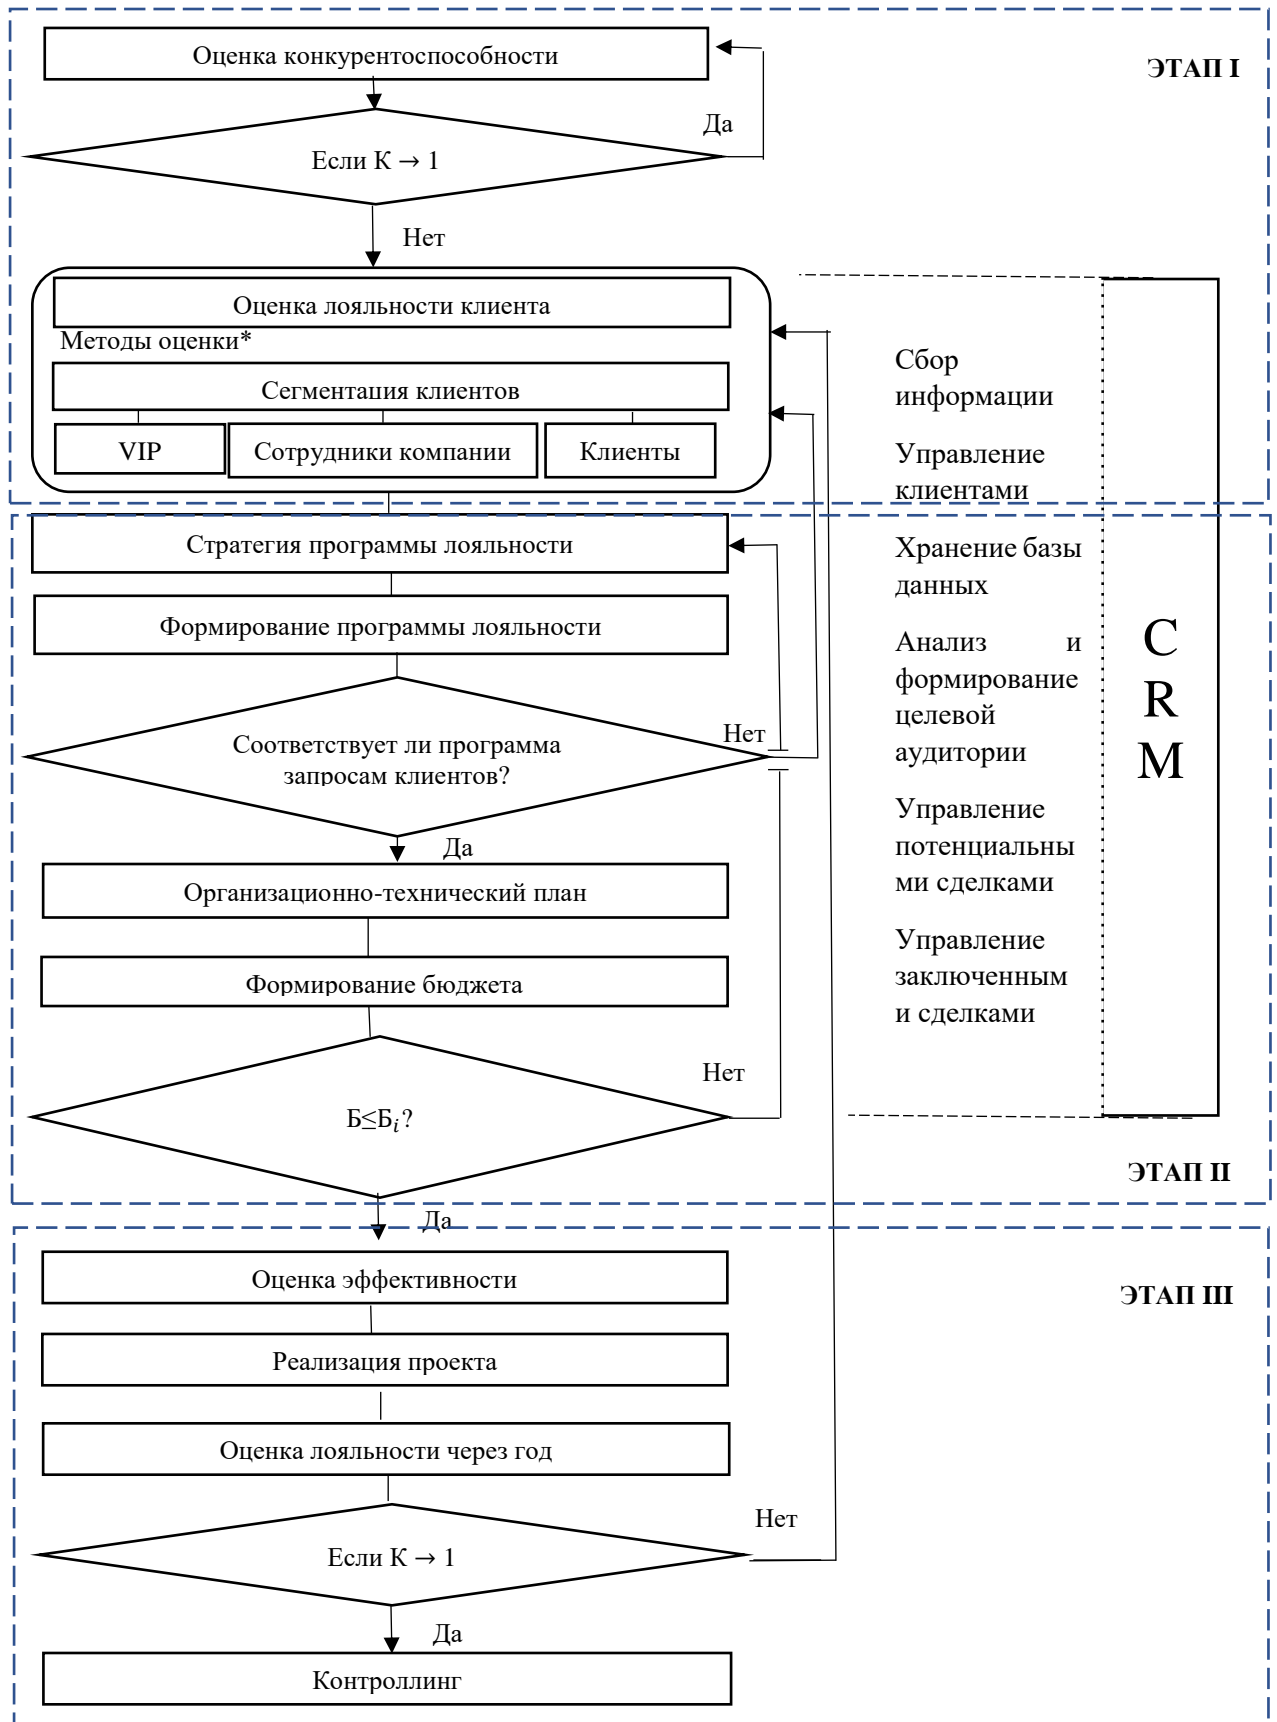 Оценка конкурентоспособности
ЭТАП I
Да
Если К → 1
Нет
Оценка лояльности клиента
Методы оценки*
Сегментация клиентов
VIP
Сотрудники компании
Клиенты
Сбор
информации
Управление
клиентами
Стратегия программы лояльности
Формирование программы лояльности
Соответствует ли программа
запросам клиентов?
Нет
Да
Организационно-технический план
Формирование бюджета
Нет
Б≤Бᵢ?
Хранение базы
данных
Анализ и
формирование
целевой
аудитории
Управление
потенциальны
ми сделками
Управление
заключенным
и сделками
C
R
M
ЭТАП II
Да
Оценка эффективности
ЭТАП III
Реализация проекта
Оценка лояльности через год
Нет
Если К → 1
Да
Контроллинг